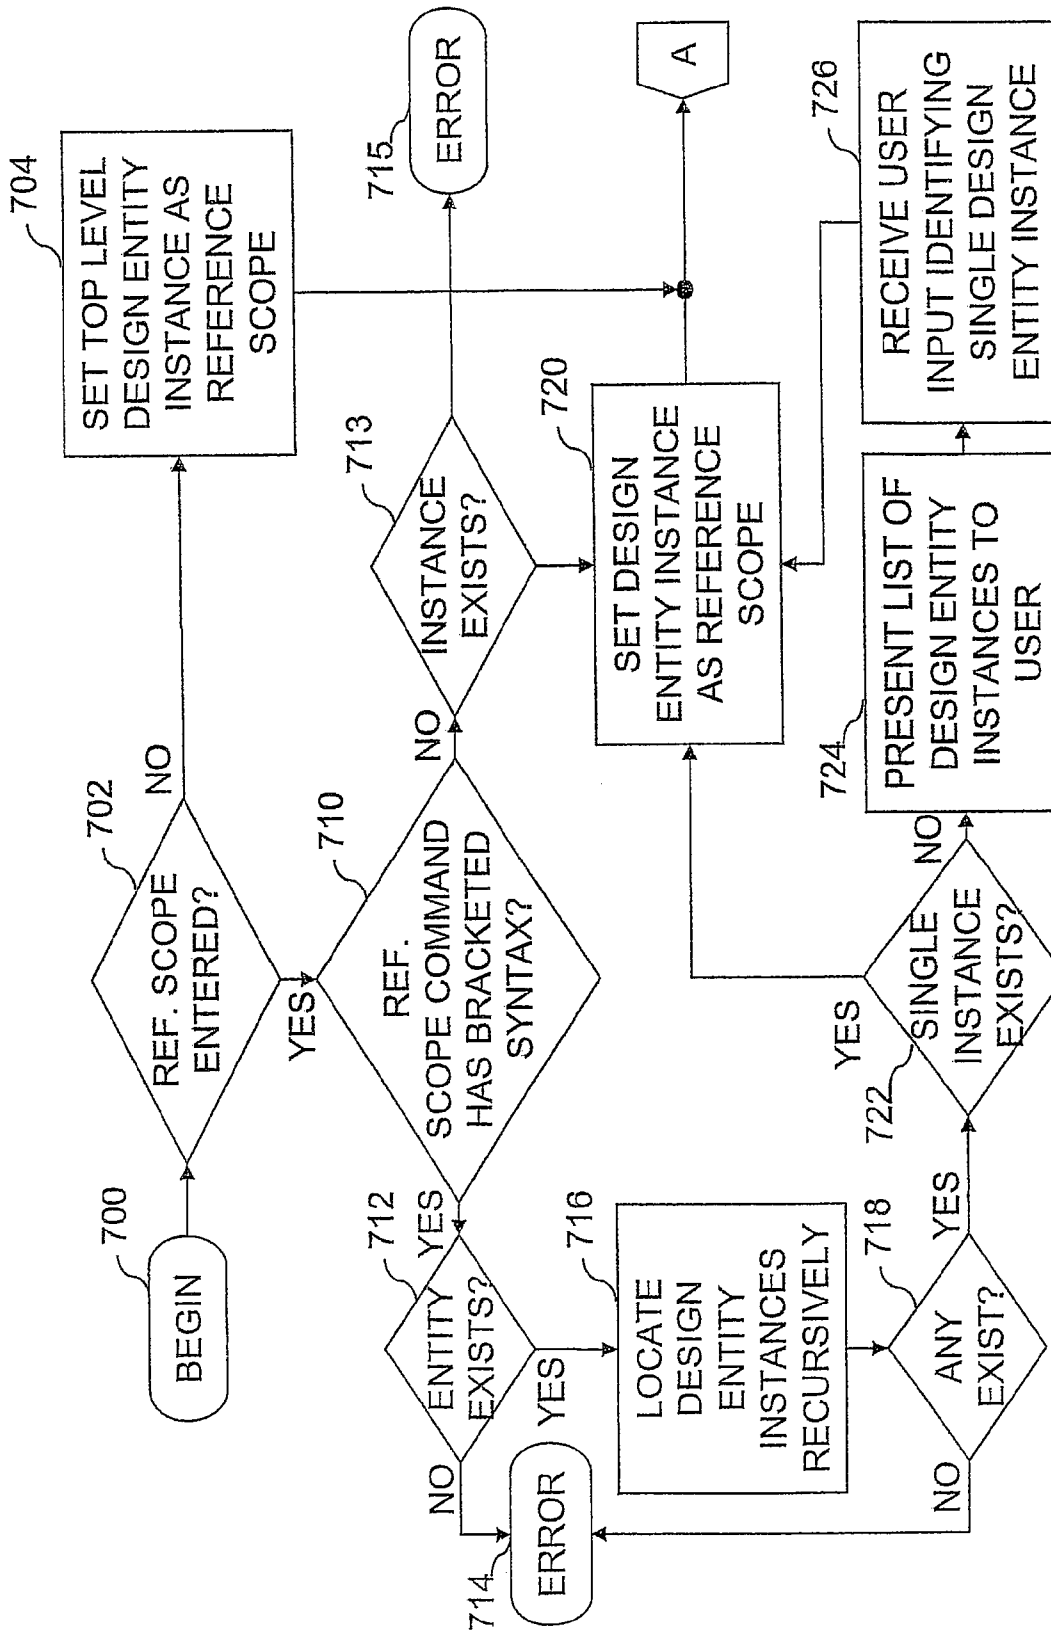 700
BEGIN
702
REF. SCOPE
ENTERED?
NO
YES
704
SET TOP LEVEL
DESIGN ENTITY
INSTANCE AS
REFERENCE
SCOPE
710
REF.
SCOPE COMMAND
HAS BRACKETED
SYNTAX?
YES
NO
712
ENTITY
EXISTS?
NO
YES
713
INSTANCE
EXISTS?
715
ERROR
714
ERROR
716
LOCATE
DESIGN
ENTITY
INSTANCES
RECURSIVELY
720
SET DESIGN
ENTITY INSTANCE
AS REFERENCE
SCOPE
A
718
ANY
EXIST?
NO
YES
722
SINGLE
INSTANCE
EXISTS?
YES
NO
724
PRESENT LIST OF
DESIGN ENTITY
INSTANCES TO
USER
726
RECEIVE USER
INPUT IDENTIFYING
SINGLE DESIGN
ENTITY INSTANCE